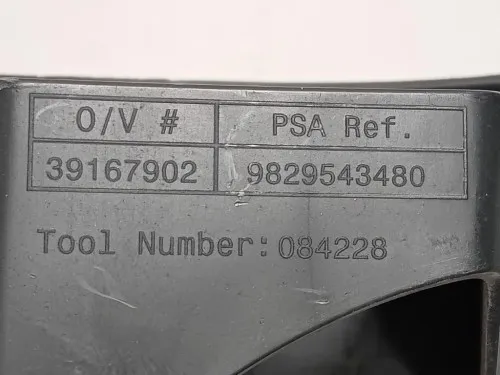 O/V # PSA Ref.
39167902 9829543480
Tool Number: 084228